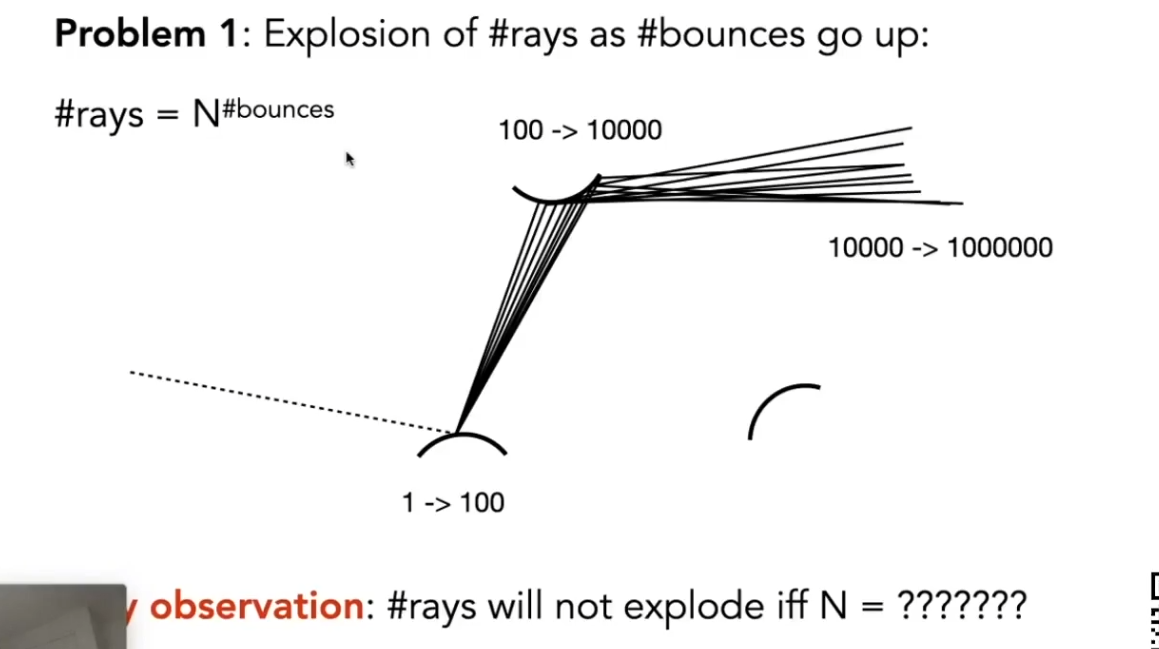 Problem 1: Explosion of #rays as #bounces go up:
#rays = N#bounces
100 -> 10000
10000 -> 1000000
1 -> 100
y observation: #rays will not explode iff N = ???????